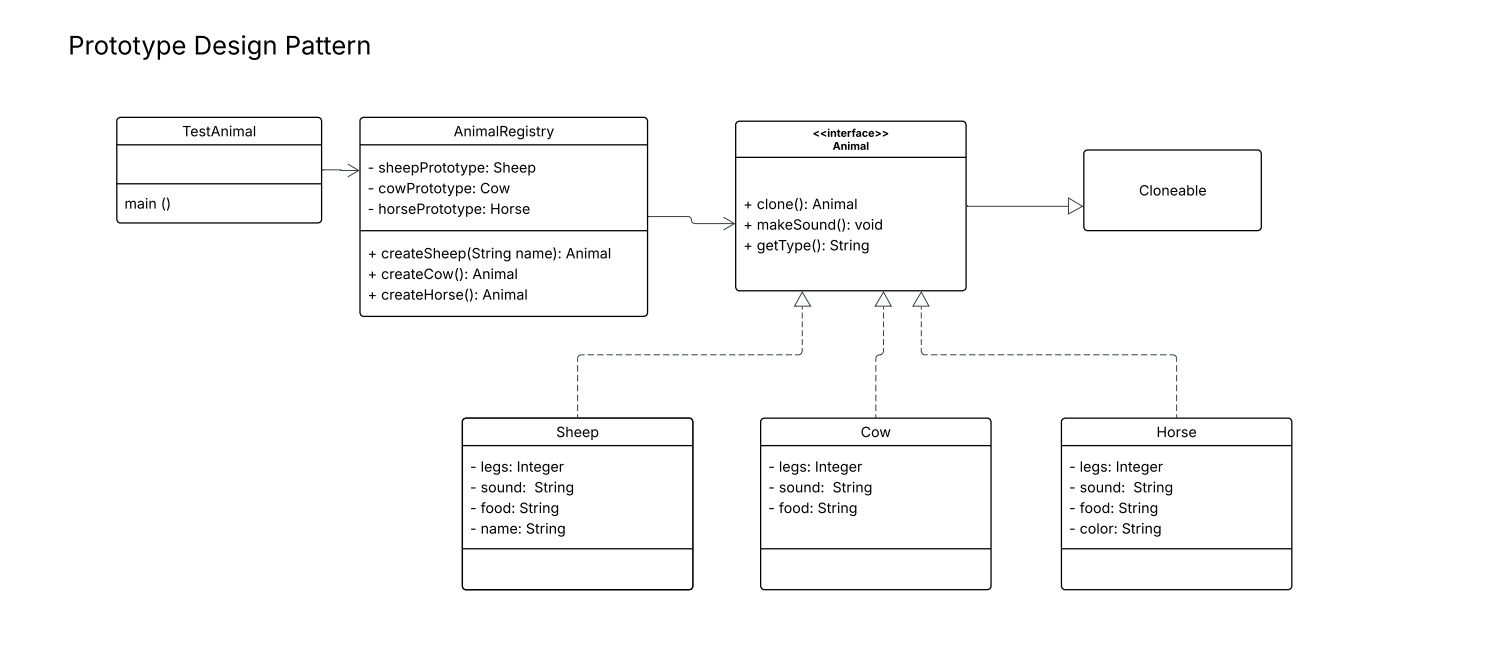 Prototype Design Pattern
TestAnimal
main ()
AnimalRegistry
- sheepPrototype: Sheep
- cowPrototype: Cow
- horsePrototype: Horse
+ createSheep(String name): Animal
+ createCow(): Animal
+ createHorse(): Animal
<<interface>>
Animal
+ clone(): Animal
+ makeSound(): void
+ getType(): String
Cloneable
Sheep
- legs: Integer
- sound:  String
- food: String
- name: String
Cow
- legs: Integer
- sound:  String
- food: String
Horse
- legs: Integer
- sound:  String
- food: String
- color: String